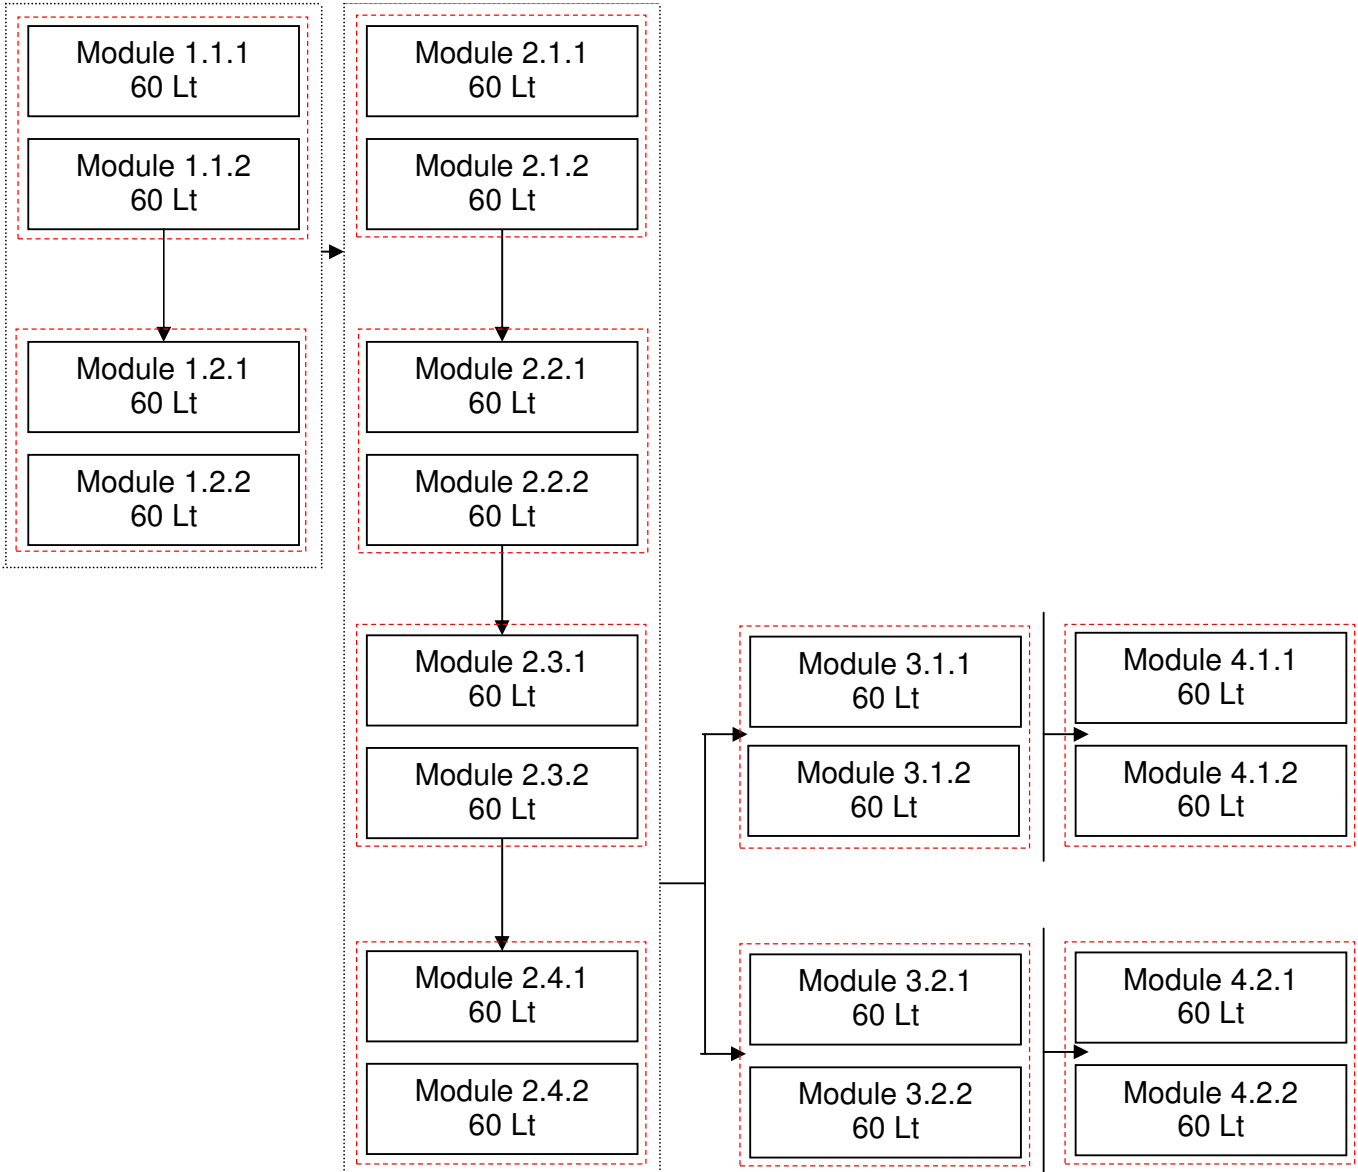 Module 1.1.1
60 Lt
Module 1.1.2
60 Lt
Module 1.2.1
60 Lt
Module 1.2.2
60 Lt
Module 2.1.1
60 Lt
Module 2.1.2
60 Lt
Module 2.2.1
60 Lt
Module 2.2.2
60 Lt
Module 2.3.1
60 Lt
Module 2.3.2
60 Lt
Module 2.4.1
60 Lt
Module 2.4.2
60 Lt
Module 3.1.1
60 Lt
Module 3.1.2
60 Lt
Module 3.2.1
60 Lt
Module 3.2.2
60 Lt
Module 4.1.1
60 Lt
Module 4.1.2
60 Lt
Module 4.2.1
60 Lt
Module 4.2.2
60 Lt